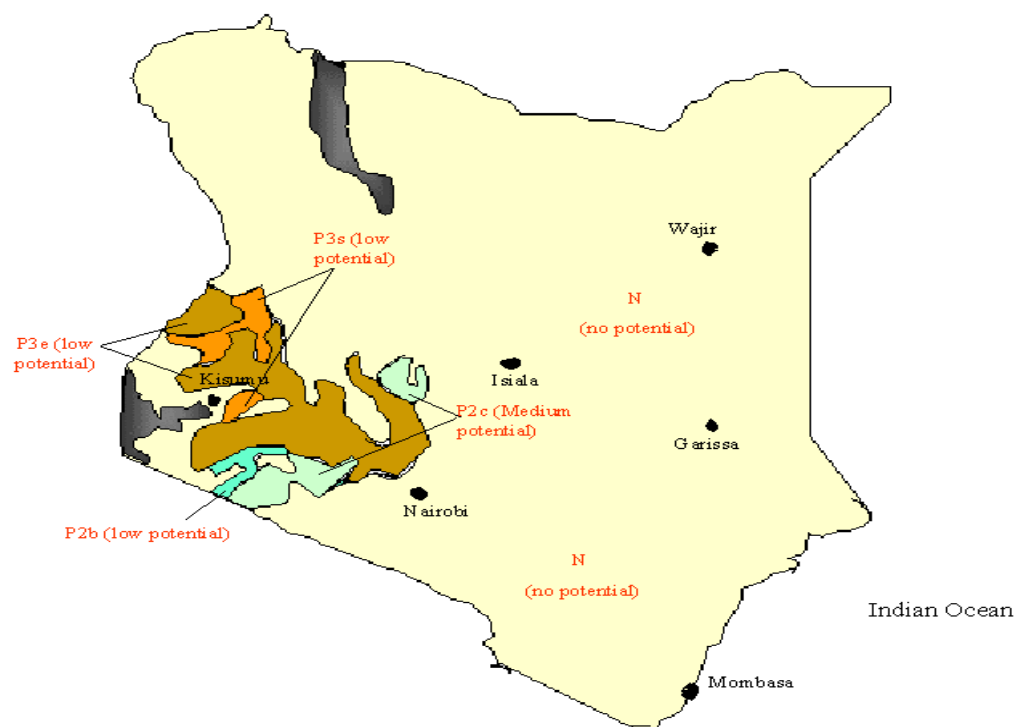 P3s (low
potential)
Wajir
N
(no potential)
P3e (low
potential)
Kisumu
Isiala
P2c (Medium
potential)
Garissa
Nairobi
P2b (low potential)
N
(no potential)
Indian Ocean
Mombasa